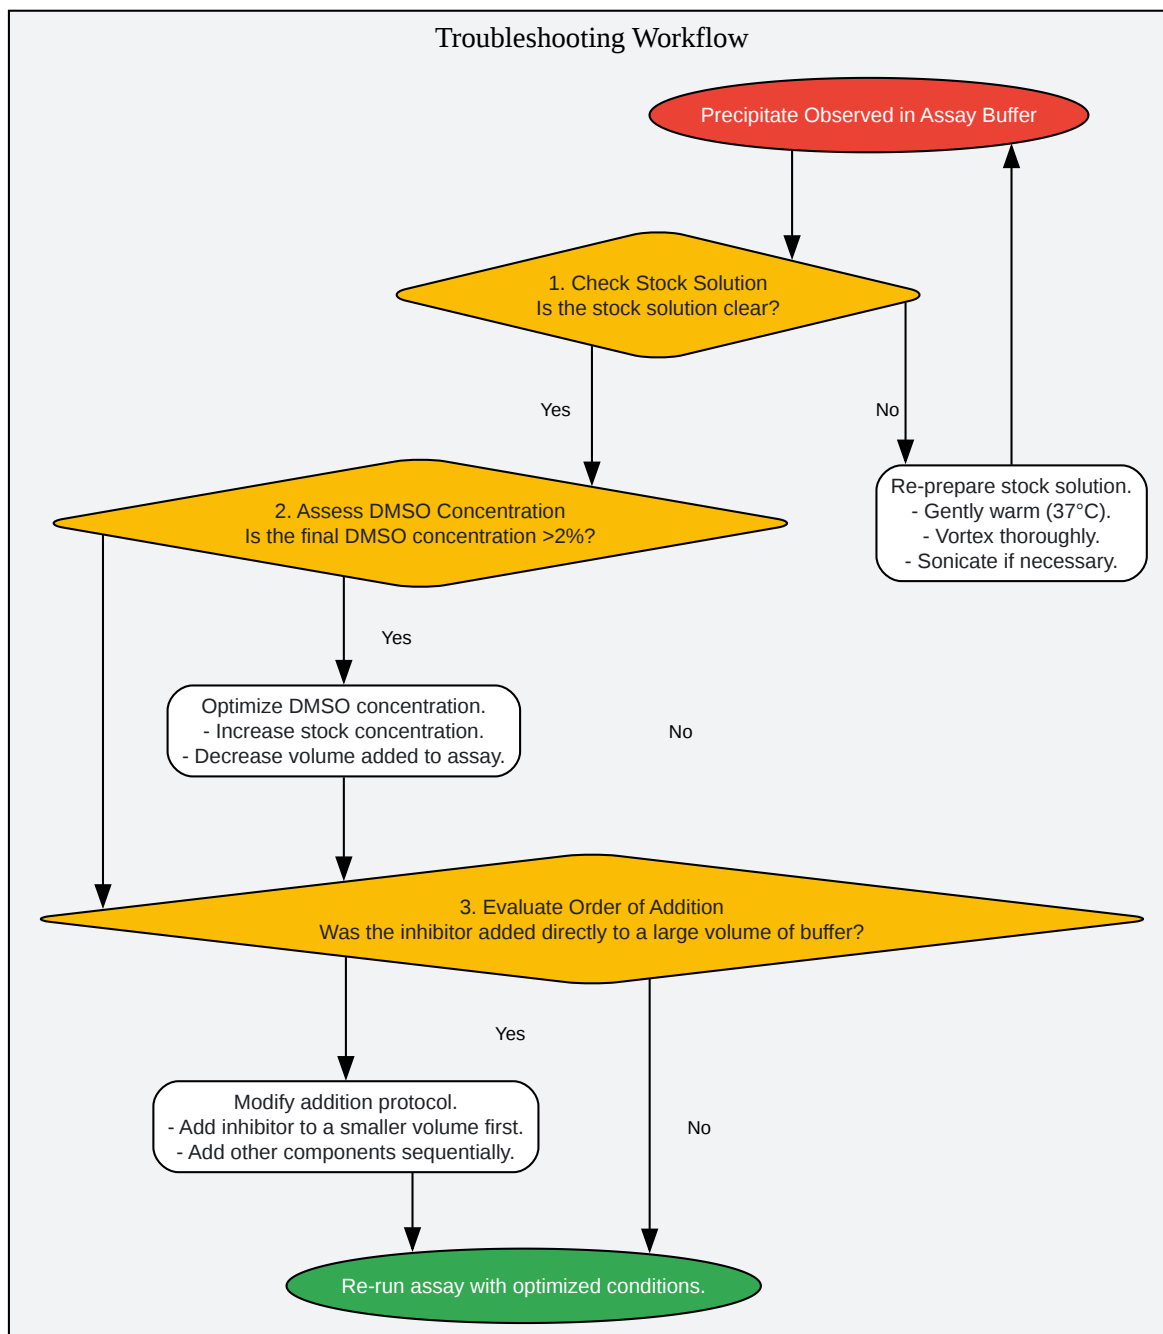 Troubleshooting Workflow
Precipitate Observed in Assay Buffer
1. Check Stock Solution
Is the stock solution clear?
Yes
No
Re-prepare stock solution.
- Gently warm (37°C).
- Vortex thoroughly.
- Sonicate if necessary.
2. Assess DMSO Concentration
Is the final DMSO concentration >2%?
Yes
No
Optimize DMSO concentration.
- Increase stock concentration.
- Decrease volume added to assay.
3. Evaluate Order of Addition
Was the inhibitor added directly to a large volume of buffer?
Yes
No
Modify addition protocol.
- Add inhibitor to a smaller volume first.
- Add other components sequentially.
Re-run assay with optimized conditions.